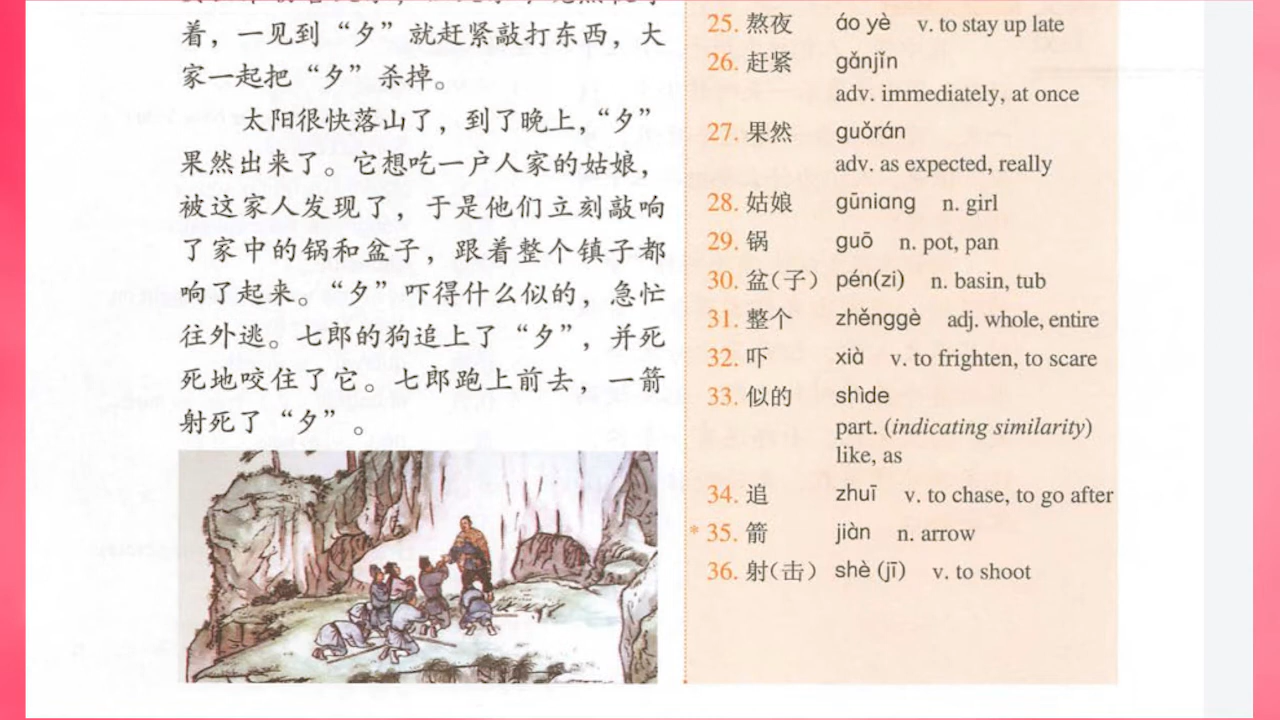 着，一见到“夕”就赶紧敲打东西，大
家一起把“夕”杀掉。
太阳很快落山了，到了晚上，“夕”
果然出来了。它想吃一户人家的姑娘，
被这家人发现了，于是他们立刻敲响
了家中的锅和盆子，跟着整个镇子都
响了起来。“夕”吓得什么似的，急忙
往外逃。七郎的狗追上了“夕”，并死
死地咬住了它。七郎跑上前去，一箭
射死了“夕”。
25. 熬夜 áo yè v. to stay up late
26. 赶紧 gǎnjǐn
adv. immediately, at once
27. 果然 guǒrán
adv. as expected, really
28. 姑娘 gūniang n. girl
29. 锅 guō n. pot, pan
30. 盆(子) pén(zi) n. basin, tub
31. 整个 zhěnggè adj. whole, entire
32. 吓 xià v. to frighten, to scare
33. 似的 shìde
part. (indicating similarity)
like, as
34. 追 zhuī v. to chase, to go after
*35. 箭 jiàn n. arrow
36. 射(击) shè (jī) v. to shoot